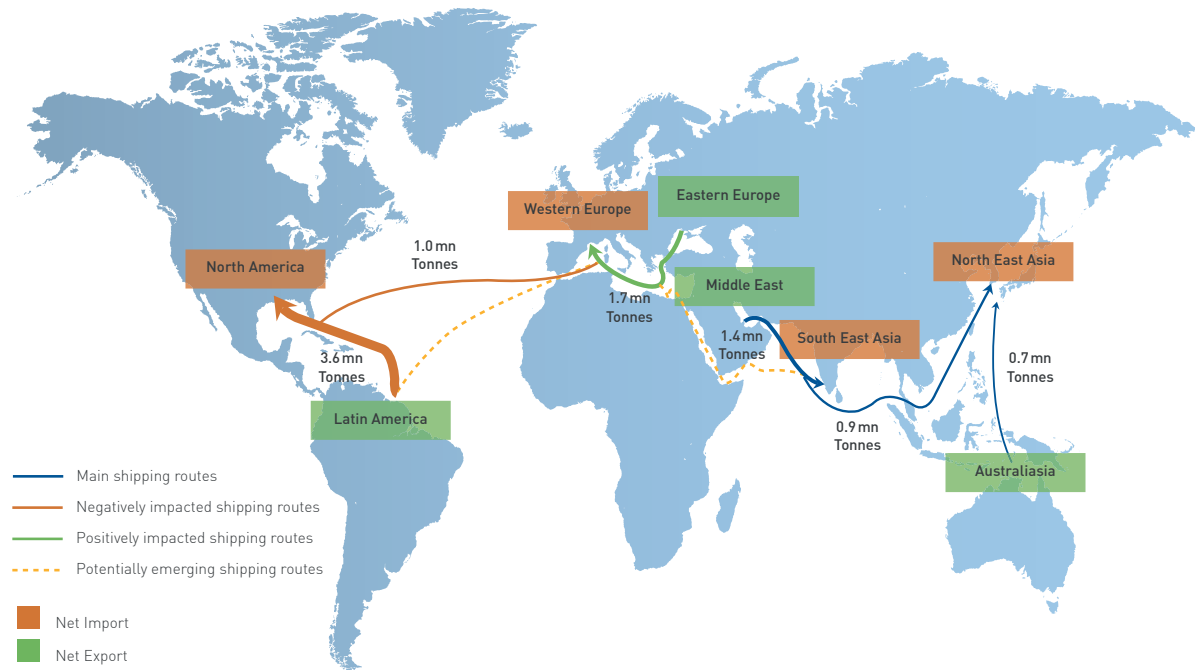 Eastern Europe
Western Europe
1.0 mn
Tonnes
North East Asia
North America
Middle East
1.7 mn
Tonnes
1.4 mn
Tonnes
South East Asia
3.6 mn
Tonnes
0.7 mn
Tonnes
Latin America
0.9 mn
Tonnes
Australiasia
Main shipping routes
Negatively impacted shipping routes
Positively impacted shipping routes
Potentially emerging shipping routes
Net Import
Net Export